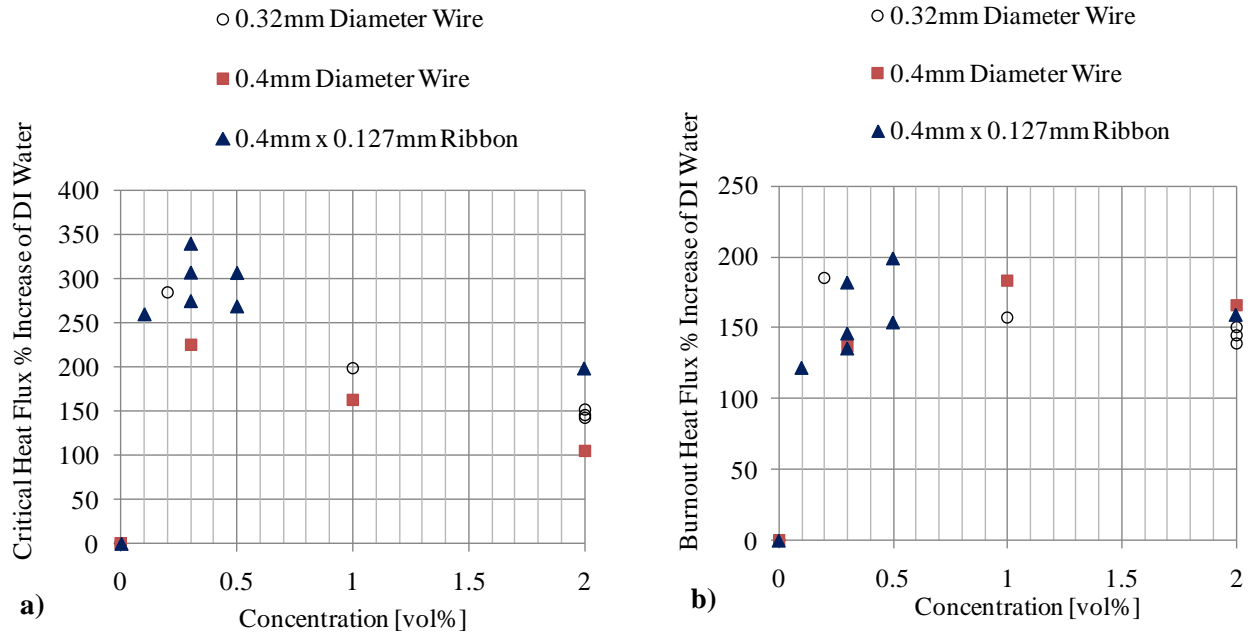 0.32mm Diameter Wire
0.4mm Diameter Wire
0.4mm x 0.127mm Ribbon
Critical Heat Flux % Increase of DI Water
400
350
300
250
200
150
100
50
0
0 0.5 1 1.5 2
Concentration [vol%]
a)
0.32mm Diameter Wire
0.4mm Diameter Wire
0.4mm x 0.127mm Ribbon
Burnout Heat Flux % Increase of DI Water
250
200
150
100
50
0
0 0.5 1 1.5 2
Concentration [vol%]
b)